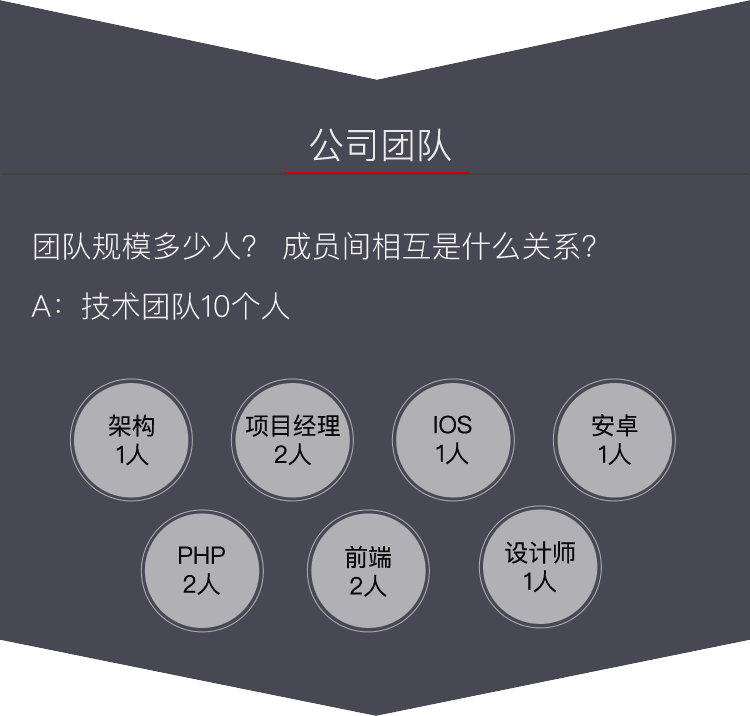 公司团队
团队规模多少人? 成员间相互是什么关系?
A：技术团队10个人
架构
1人
项目经理
2人
IOS
1人
安卓
1人
PHP
2人
前端
2人
设计师
1人